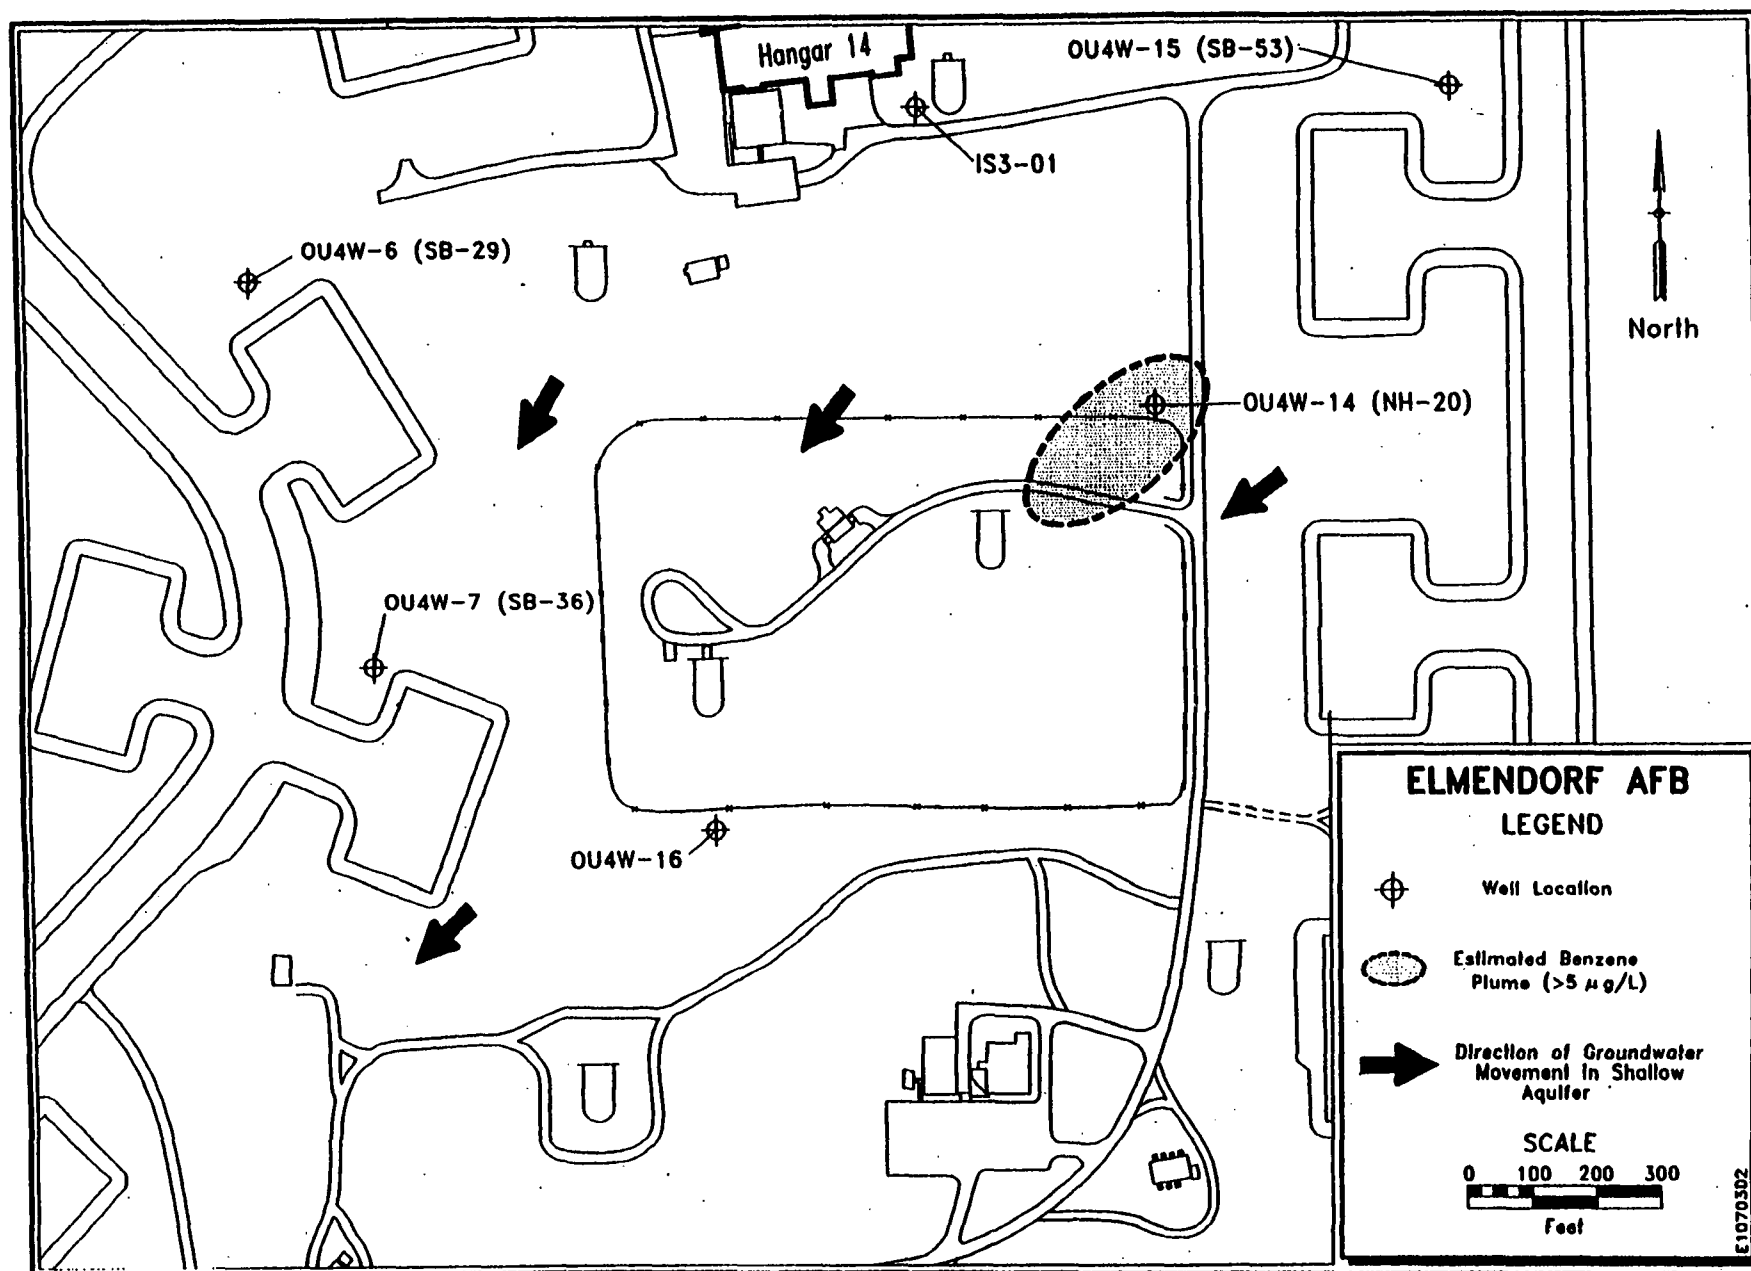 Hangar 14
OU4W-15 (SB-53)
IS3-01
OU4W-6 (SB-29)
North
OU4W-14 (NH-20)
OU4W-7 (SB-36)
OU4W-16
ELMENDORF AFB
LEGEND
Well Location
Estimated Benzene
Plume (>5 μg/L)
Direction of Groundwater
Movement in Shallow
Aquifer
SCALE
0 100 200 300
Feet
E1070302